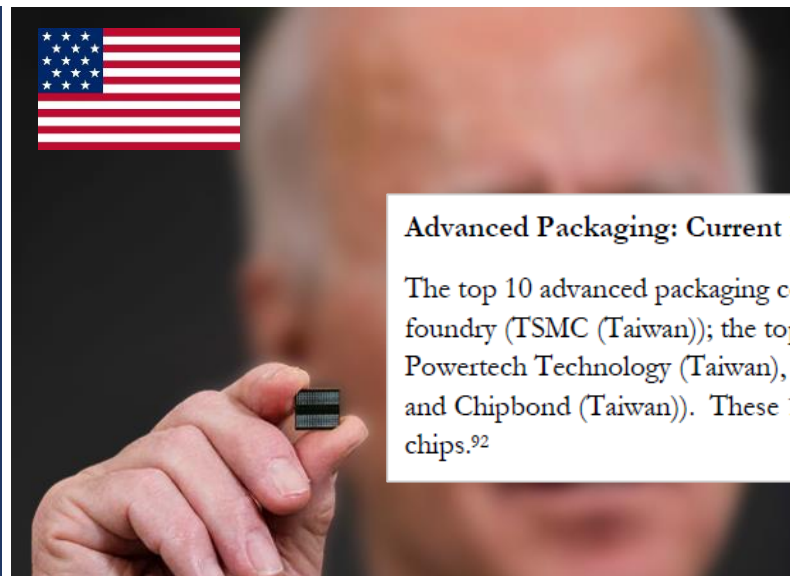 Advanced Packaging: Current
The top 10 advanced packaging
foundry (TSMC (Taiwan)); the
Powertech Technology (Taiwan),
and Chipbond (Taiwan)). These
chips.92